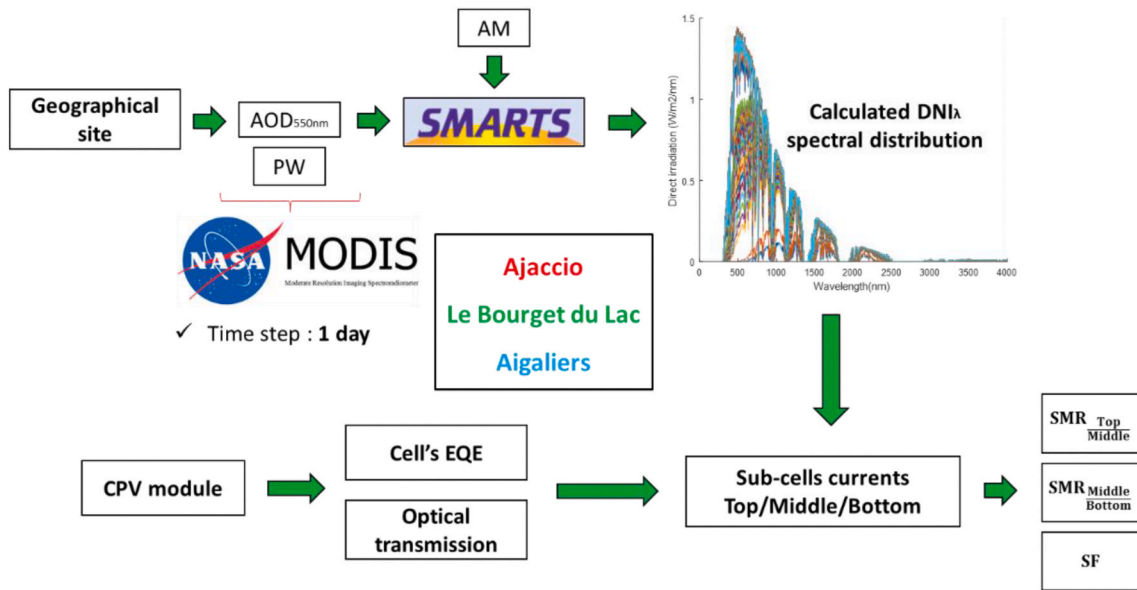 AM
Geographical
site
AOD550nm
SMARTS
PW
NASA
MODIS
Moderate Resolution Imaging Spectroradiometer
✓ Time step : 1 day
Ajaccio
Le Bourget du Lac
Aigaliers
Calculated DNIλ
spectral distribution
Direct irradiation (W/m2/nm)
1.5
1
0.5
0
0 500 1000 1500 2000 2500 3000 3500 4000
Wavelength(nm)
CPV module
Cell's EQE
Optical
transmission
Sub-cells currents
Top/Middle/Bottom
SMR Top
Middle
SMR Middle
Bottom
SF